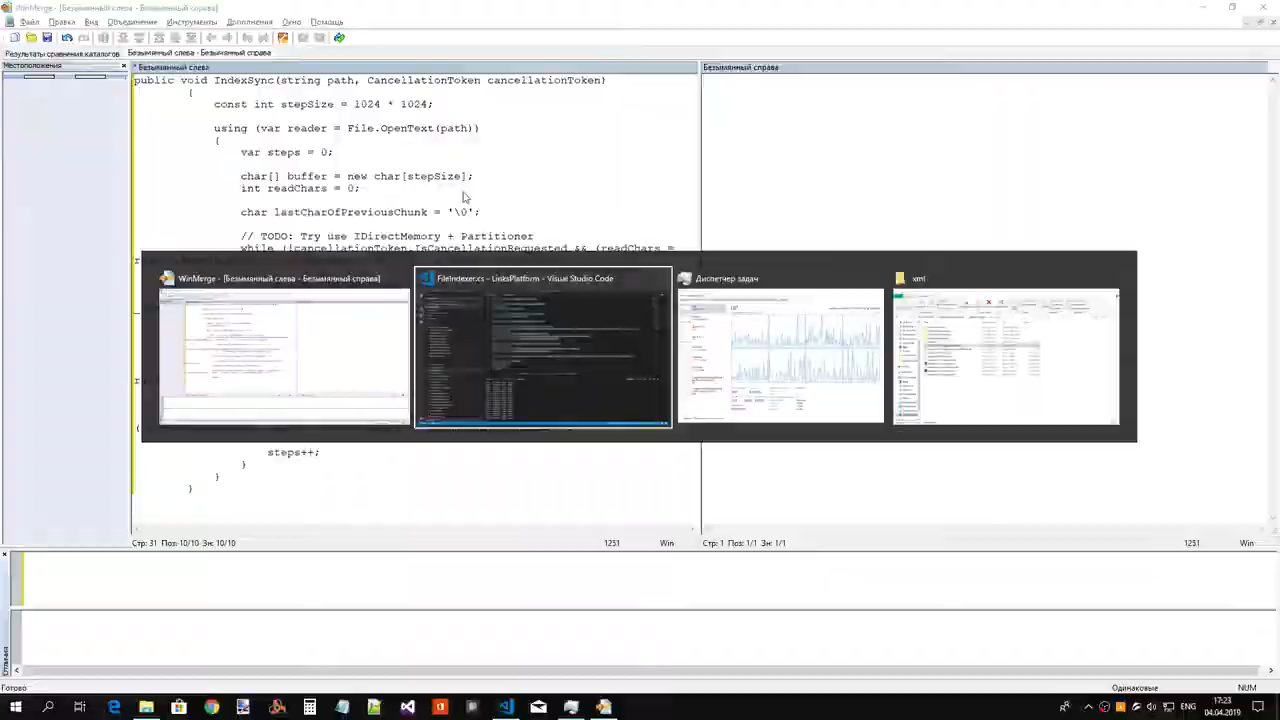 WinMerge - [Безымянный слева - Безымянный справа]
Файл Правка Вид Объединение Инструменты Дополнения Окно Помощь
Результаты сравнения каталогов Безымянный слева - Безымянный справа
Местоположения
* Безымянный слева
Безымянный справа
public void IndexSync(string path, CancellationToken cancellationToken)
{
const int stepSize = 1024 * 1024;
using (var reader = File.OpenText(path))
{
var steps = 0;
char[] buffer = new char[stepSize];
int readChars = 0;
char lastCharOfPreviousChunk = '\0';
// TODO: Try use IDirectMemory + Partitioner
while (!cancellationToken.IsCancellationRequested && (readChars =
WinMerge - [Безымянный слева - Безымянный справа]
FileIndexer.cs - LinksPlatform - Visual Studio Code
Диспетчер задач
xml
(
steps++;
}
}
}
Стр: 31 Поз: 10/10 Зн: 10/10 1251 Win
Стр: 1 Поз: 1/1 Зн: 1/1 1251 Win
Готово Одинаковые NUM
17:23
ENG
04.04.2019